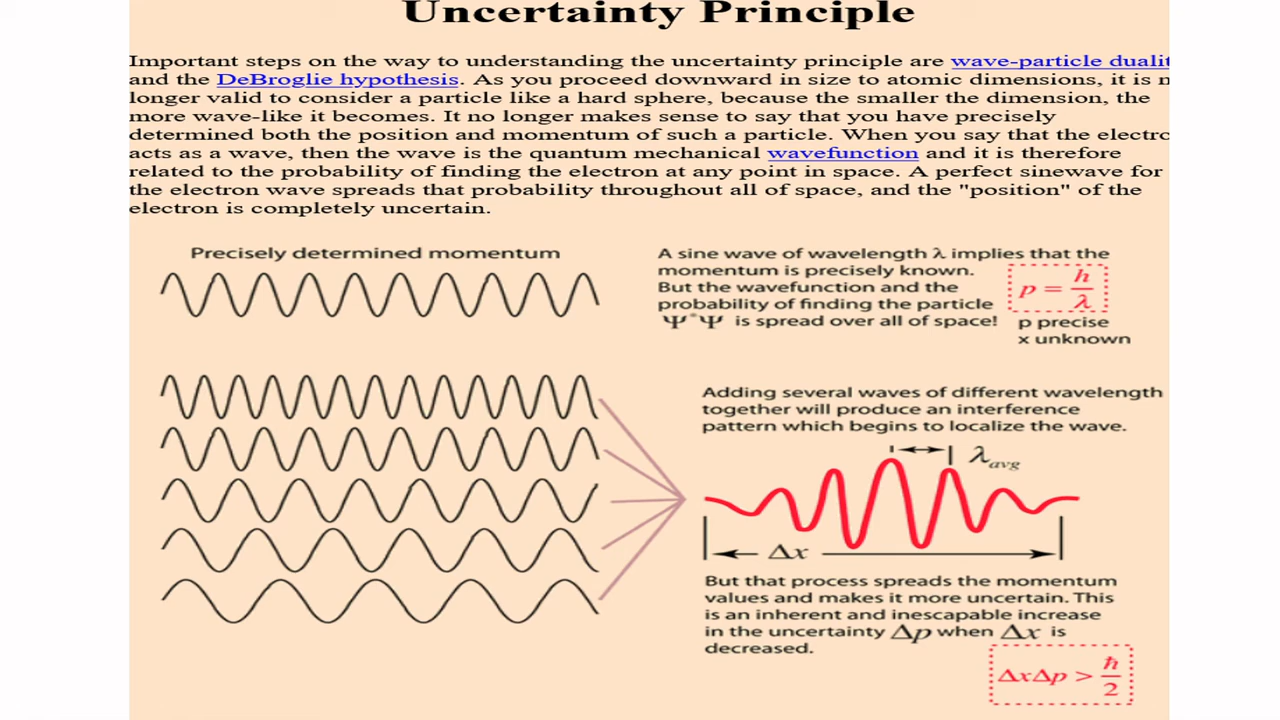 Uncertainty Principle
Important steps on the way to understanding the uncertainty principle are wave-particle dualit
and the DeBroglie hypothesis. As you proceed downward in size to atomic dimensions, it is n
longer valid to consider a particle like a hard sphere, because the smaller the dimension, the
more wave-like it becomes. It no longer makes sense to say that you have precisely
determined both the position and momentum of such a particle. When you say that the electro
acts as a wave, then the wave is the quantum mechanical wavefunction and it is therefore
related to the probability of finding the electron at any point in space. A perfect sinewave for
the electron wave spreads that probability throughout all of space, and the "position" of the
electron is completely uncertain.
Precisely determined momentum
A sine wave of wavelength λ implies that the
momentum is precisely known.
But the wavefunction and the
probability of finding the particle
Ψ*Ψ is spread over all of space!
p = h/λ
p precise
x unknown
Adding several waves of different wavelength
together will produce an interference
pattern which begins to localize the wave.
λavg
Δx
But that process spreads the momentum
values and makes it more uncertain. This
is an inherent and inescapable increase
in the uncertainty Δp when Δx is
decreased.
ΔxΔp > ħ/2